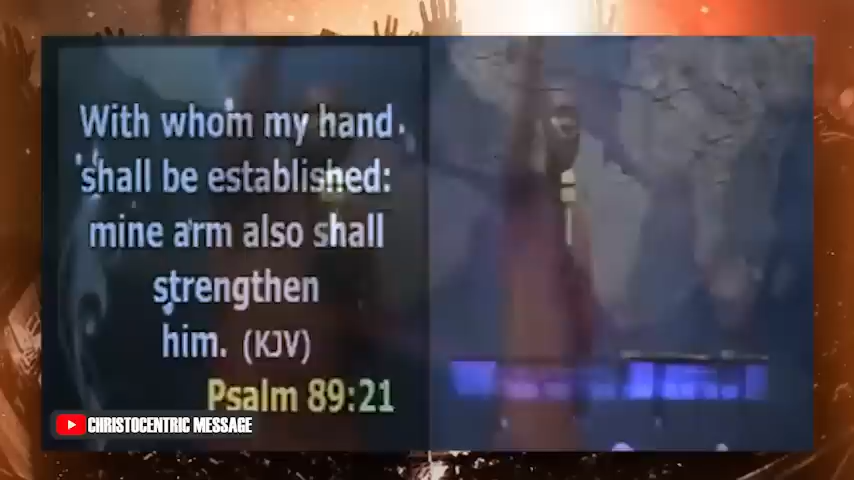 With whom my hand
shall be established:
mine arm also shall
strengthen
him. (KJV)
Psalm 89:21
CHRISTOCENTRIC MESSAGE